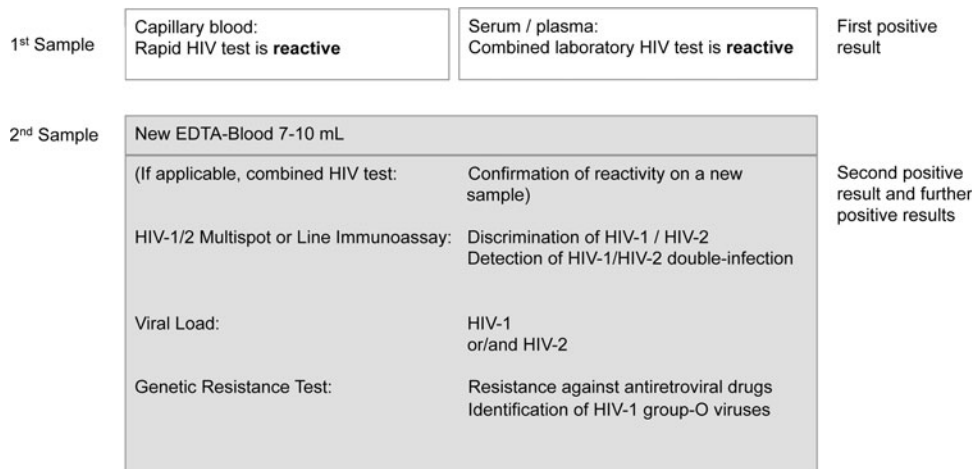 1st Sample
Capillary blood:
Rapid HIV test is reactive
Serum / plasma:
Combined laboratory HIV test is reactive
First positive
result
2nd Sample
New EDTA-Blood 7-10 mL
(If applicable, combined HIV test:
Confirmation of reactivity on a new
sample)
Second positive
result and further
positive results
HIV-1/2 Multispot or Line Immunoassay:
Discrimination of HIV-1 / HIV-2
Detection of HIV-1/HIV-2 double-infection
Viral Load:
HIV-1
or/and HIV-2
Genetic Resistance Test:
Resistance against antiretroviral drugs
Identification of HIV-1 group-O viruses